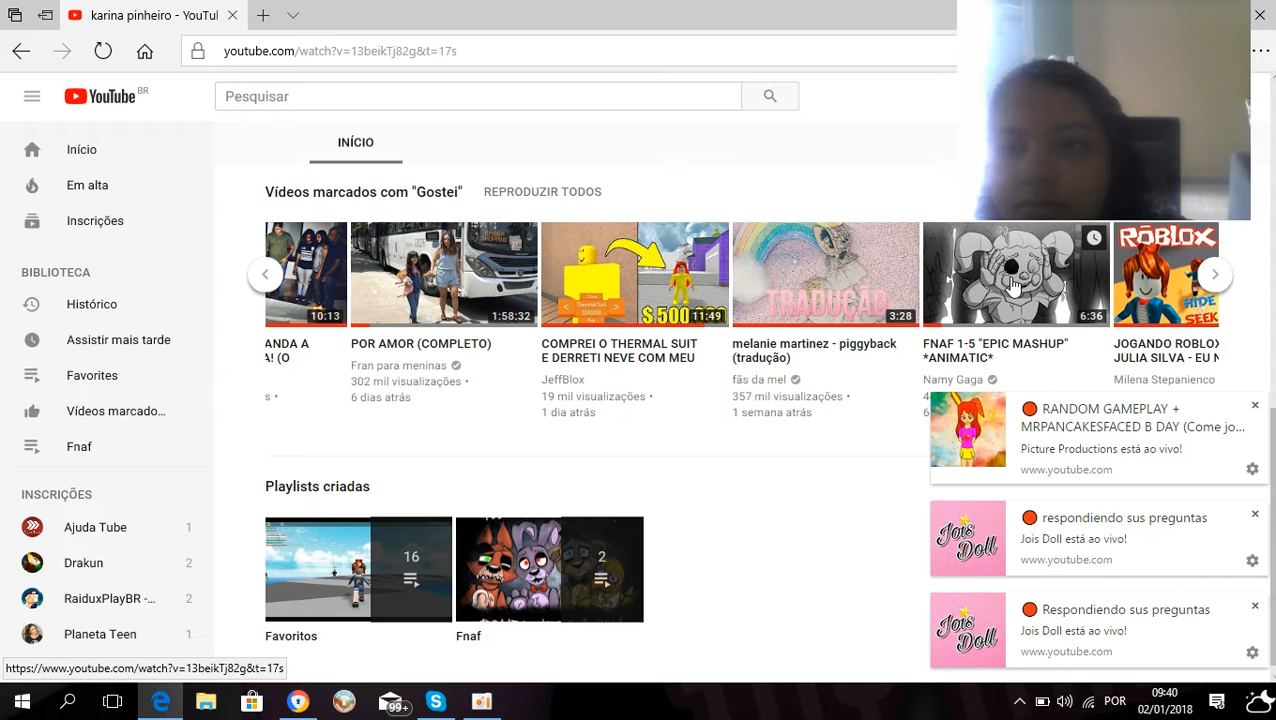 karina pinheiro - YouTul
youtube.com/watch?v=13beikTj82g&t=17s
YouTube BR
Pesquisar
INÍCIO
Início
Em alta
Inscrições
BIBLIOTECA
Histórico
Assistir mais tarde
Favorites
Vídeos marcado...
Fnaf
INSCRIÇÕES
Ajuda Tube 1
Drakun 2
RaiduxPlayBR -... 2
Planeta Teen 1
Vídeos marcados com "Gostei" REPRODUZIR TODOS
10:13
ANDA A
A! (O
1:58:32
POR AMOR (COMPLETO)
Fran para meninas
302 mil visualizações •
6 dias atrás
Thermal Suit
$ 500000
11:49
COMPREI O THERMAL SUIT
E DERRETI NEVE COM MEU
JeffBlox
19 mil visualizações •
1 dia atrás
TRADUÇÃO
3:28
melanie martinez - piggyback
(tradução)
fãs da mel
357 mil visualizações •
1 semana atrás
6:36
FNAF 1-5 "EPIC MASHUP"
*ANIMATIC*
Namy Gaga
ROBLOX
HIDE
SEEK
JOGANDO ROBLOX
JULIA SILVA - EU N
Milena Stepanienco
Playlists criadas
16
Favoritos
2
Fnaf
RANDOM GAMEPLAY +
MRPANCAKESFACED B DAY (Come jo...
Picture Productions está ao vivo!
www.youtube.com
Jois Doll
respondiendo sus preguntas
Jois Doll está ao vivo!
www.youtube.com
Jois Doll
Respondiendo sus preguntas
Jois Doll está ao vivo!
www.youtube.com
https://www.youtube.com/watch?v=13beikTj82g&t=17s
99+
POR
09:40
02/01/2018